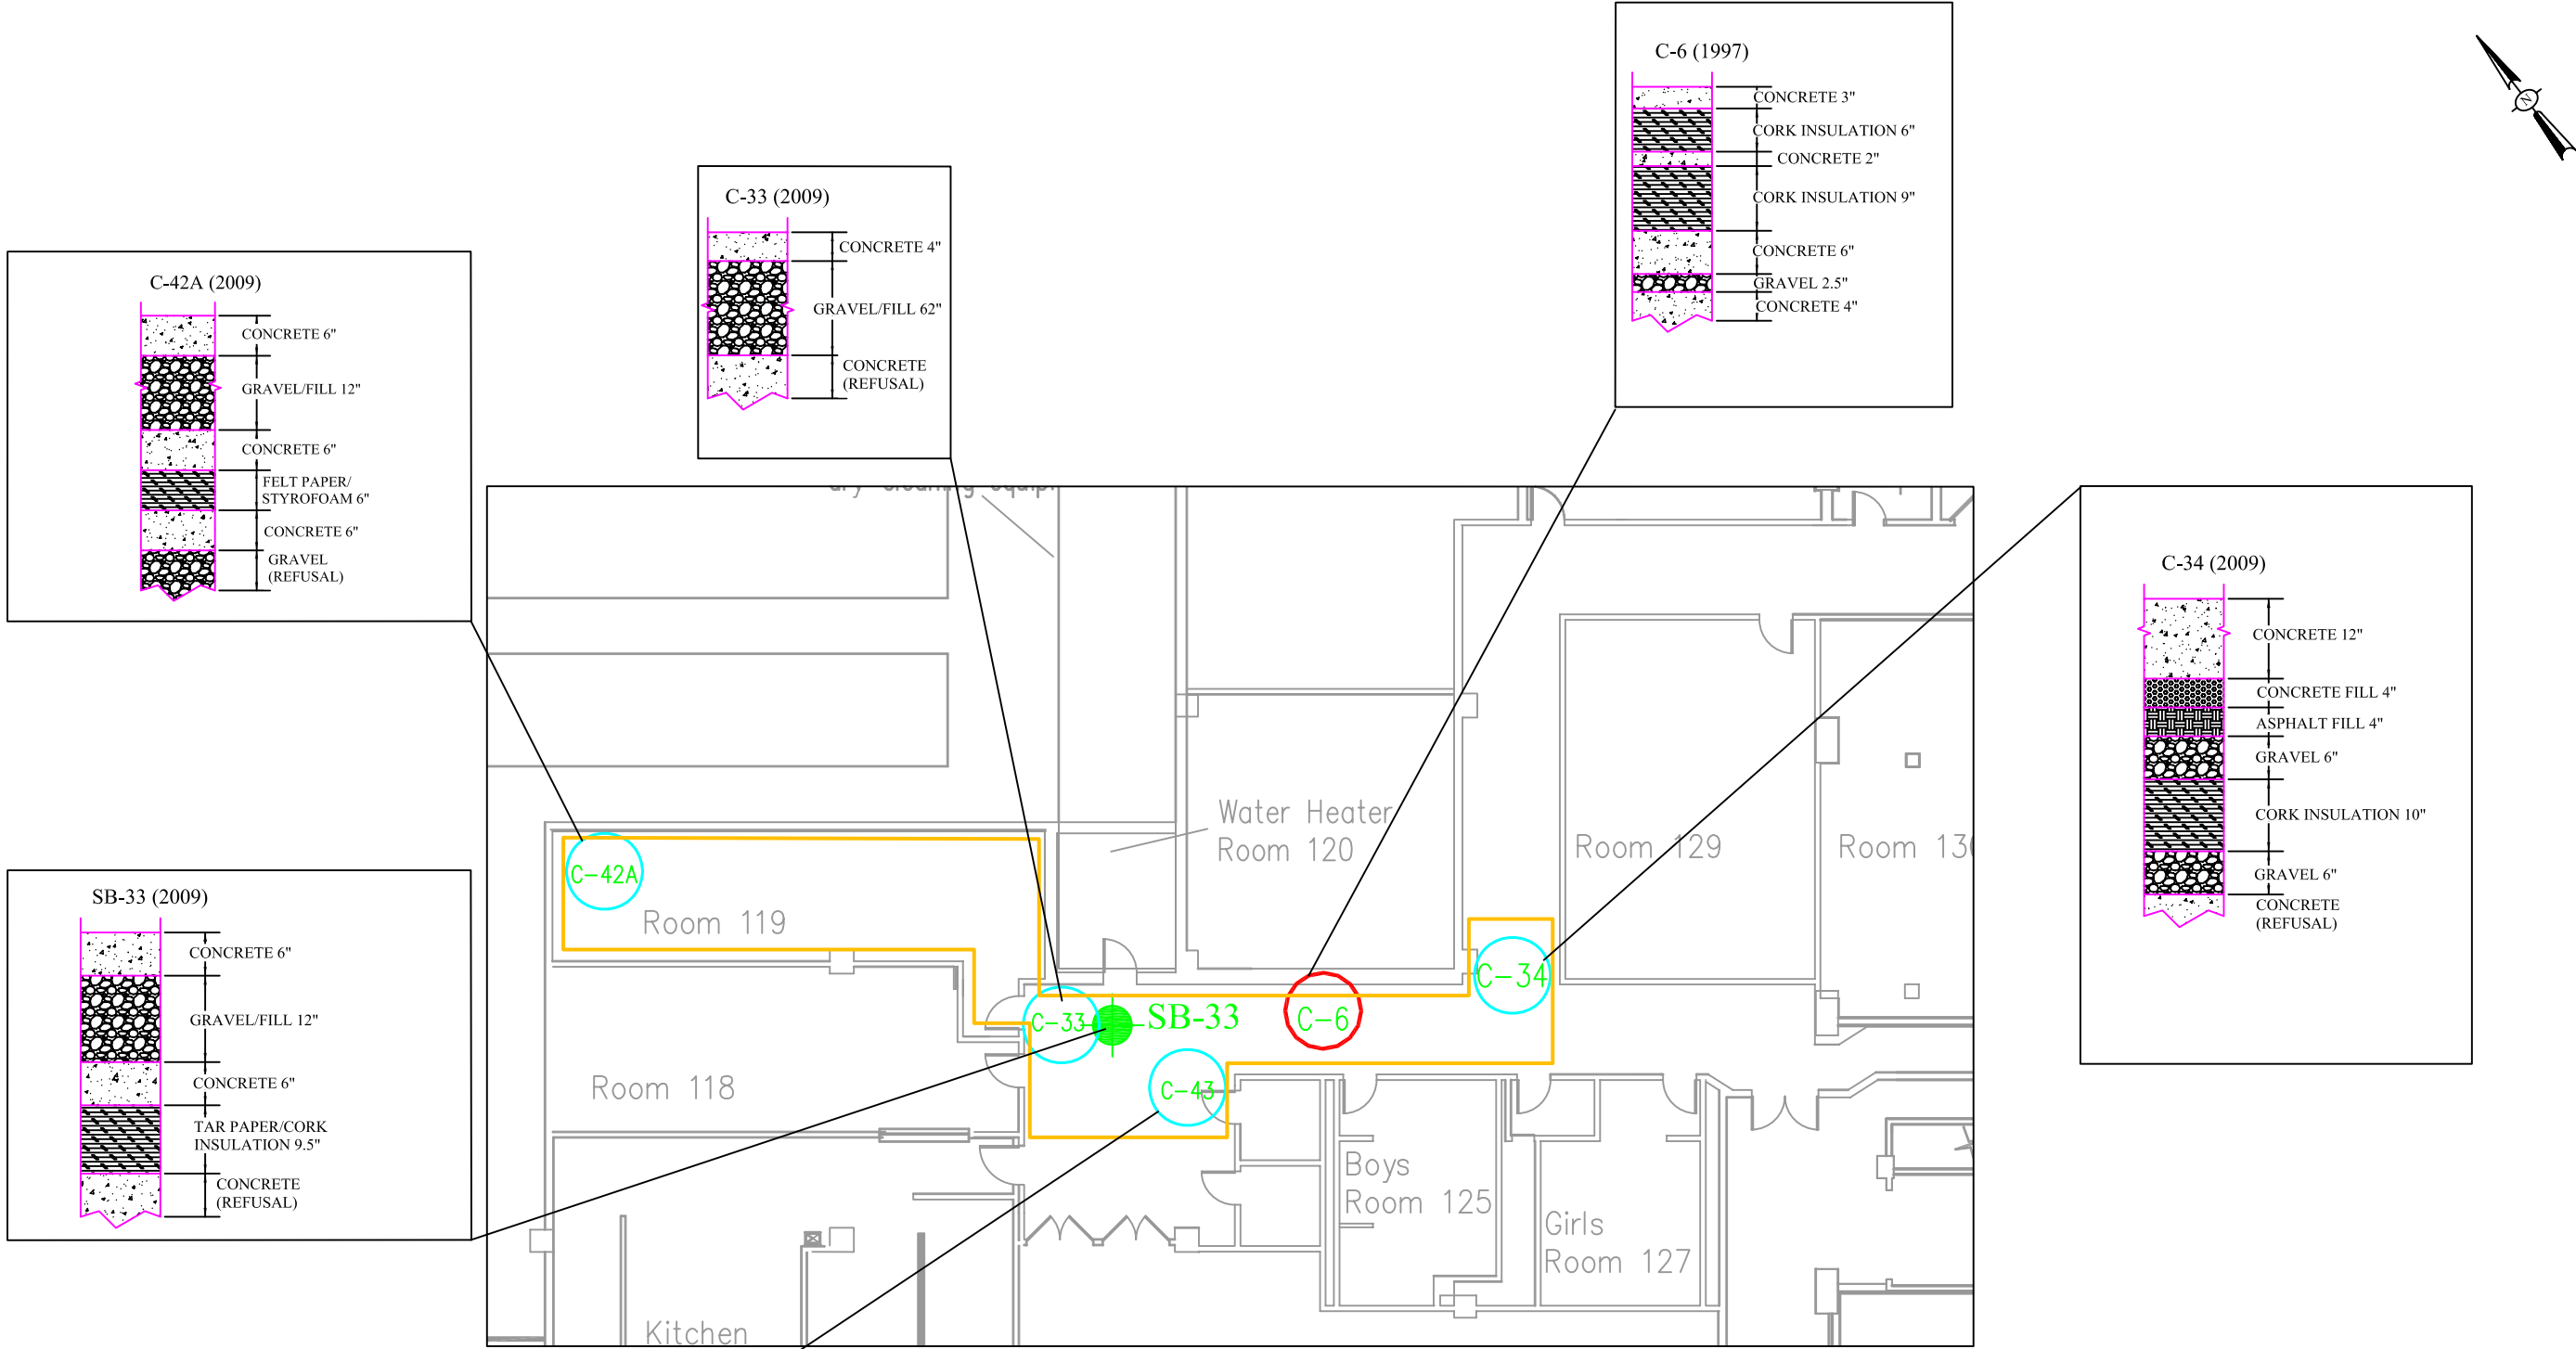 C-6 (1997)
CONCRETE 3"
CORK INSULATION 6"
CONCRETE 2"
CORK INSULATION 9"
CONCRETE 6"
GRAVEL 2.5"
CONCRETE 4"
N
C-33 (2009)
CONCRETE 4"
GRAVEL/FILL 62"
CONCRETE
(REFUSAL)
C-42A (2009)
CONCRETE 6"
GRAVEL/FILL 12"
CONCRETE 6"
FELT PAPER/
STYROFOAM 6"
CONCRETE 6"
GRAVEL
(REFUSAL)
C-34 (2009)
CONCRETE 12"
CONCRETE FILL 4"
ASPHALT FILL 4"
GRAVEL 6"
CORK INSULATION 10"
GRAVEL 6"
CONCRETE
(REFUSAL)
SB-33 (2009)
CONCRETE 6"
GRAVEL/FILL 12"
CONCRETE 6"
TAR PAPER/CORK
INSULATION 9.5"
CONCRETE
(REFUSAL)
Water Heater
Room 120
Room 129
Room 130
C-42A
Room 119
C-34
C-33
SB-33
C-6
Room 118
C-43
Boys
Room 125
Girls
Room 127
Kitchen